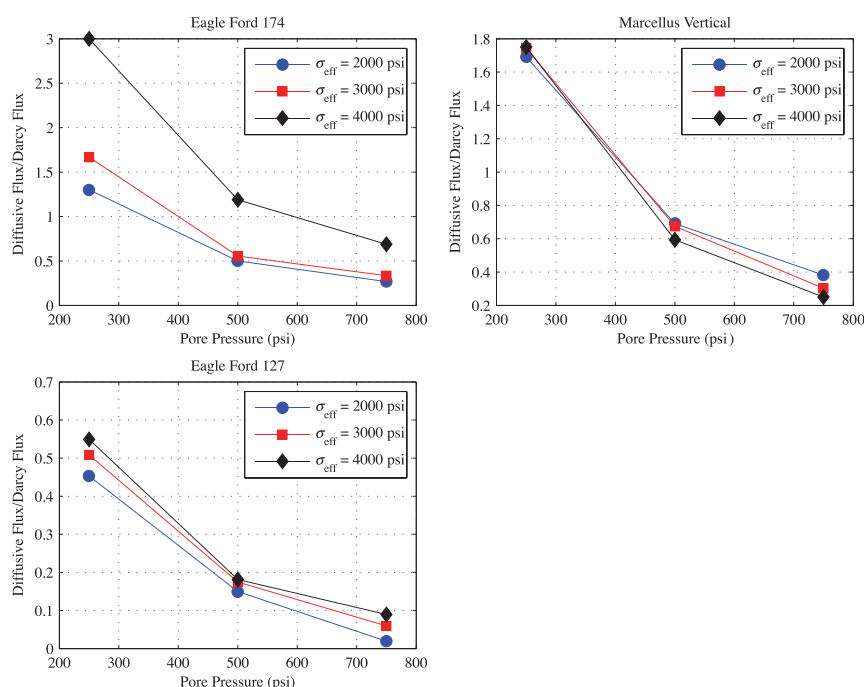 Eagle Ford 174
3
2.5
2
1.5
1
0.5
0
200 300 400 500 600 700 800
Pore Pressure (psi)
Diffusive Flux/Darcy Flux
σeff = 2000 psi
σeff = 3000 psi
σeff = 4000 psi
Marcellus Vertical
1.8
1.6
1.4
1.2
1
0.8
0.6
0.4
0.2
200 300 400 500 600 700 800
Pore Pressure (psi)
Diffusive Flux/Darcy Flux
σeff = 2000 psi
σeff = 3000 psi
σeff = 4000 psi
Eagle Ford 127
0.7
0.6
0.5
0.4
0.3
0.2
0.1
0
200 300 400 500 600 700 800
Pore Pressure (psi)
Diffusive Flux/Darcy Flux
σeff = 2000 psi
σeff = 3000 psi
σeff = 4000 psi